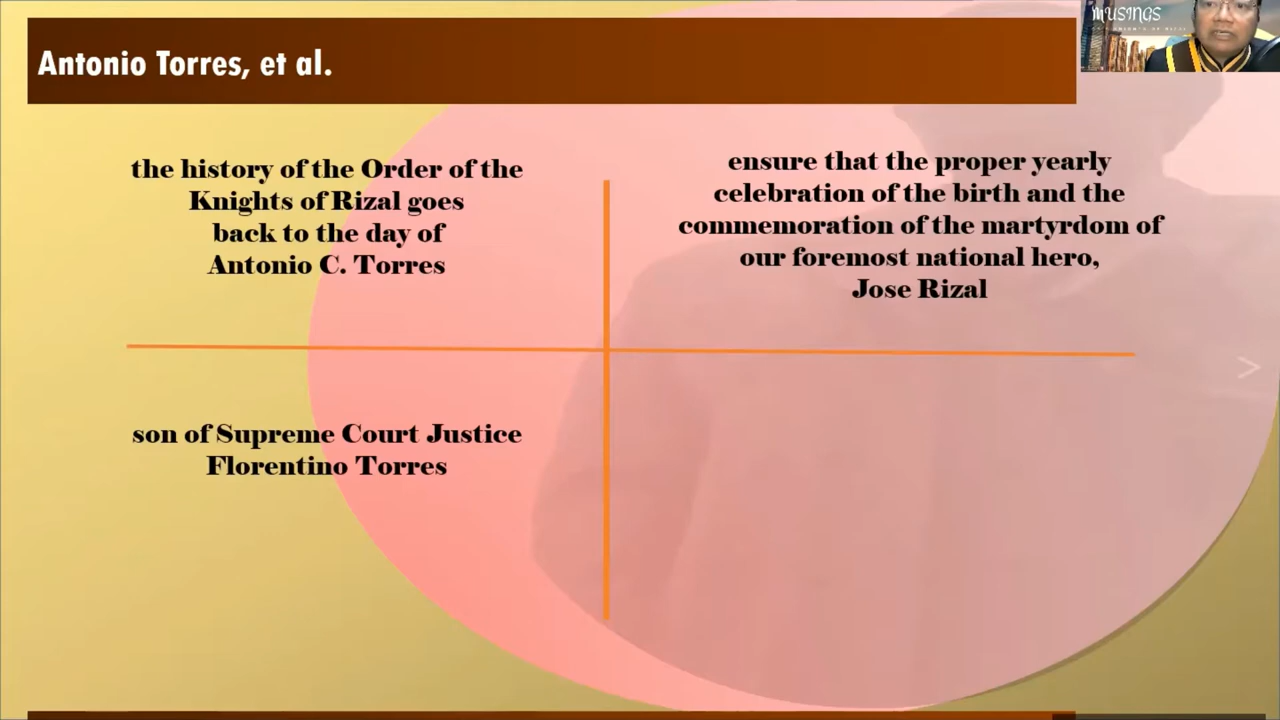 MUSINGS
Antonio Torres, et al.
the history of the Order of the
Knights of Rizal goes
back to the day of
Antonio C. Torres
ensure that the proper yearly
celebration of the birth and the
commemoration of the martyrdom of
our foremost national hero,
Jose Rizal
son of Supreme Court Justice
Florentino Torres